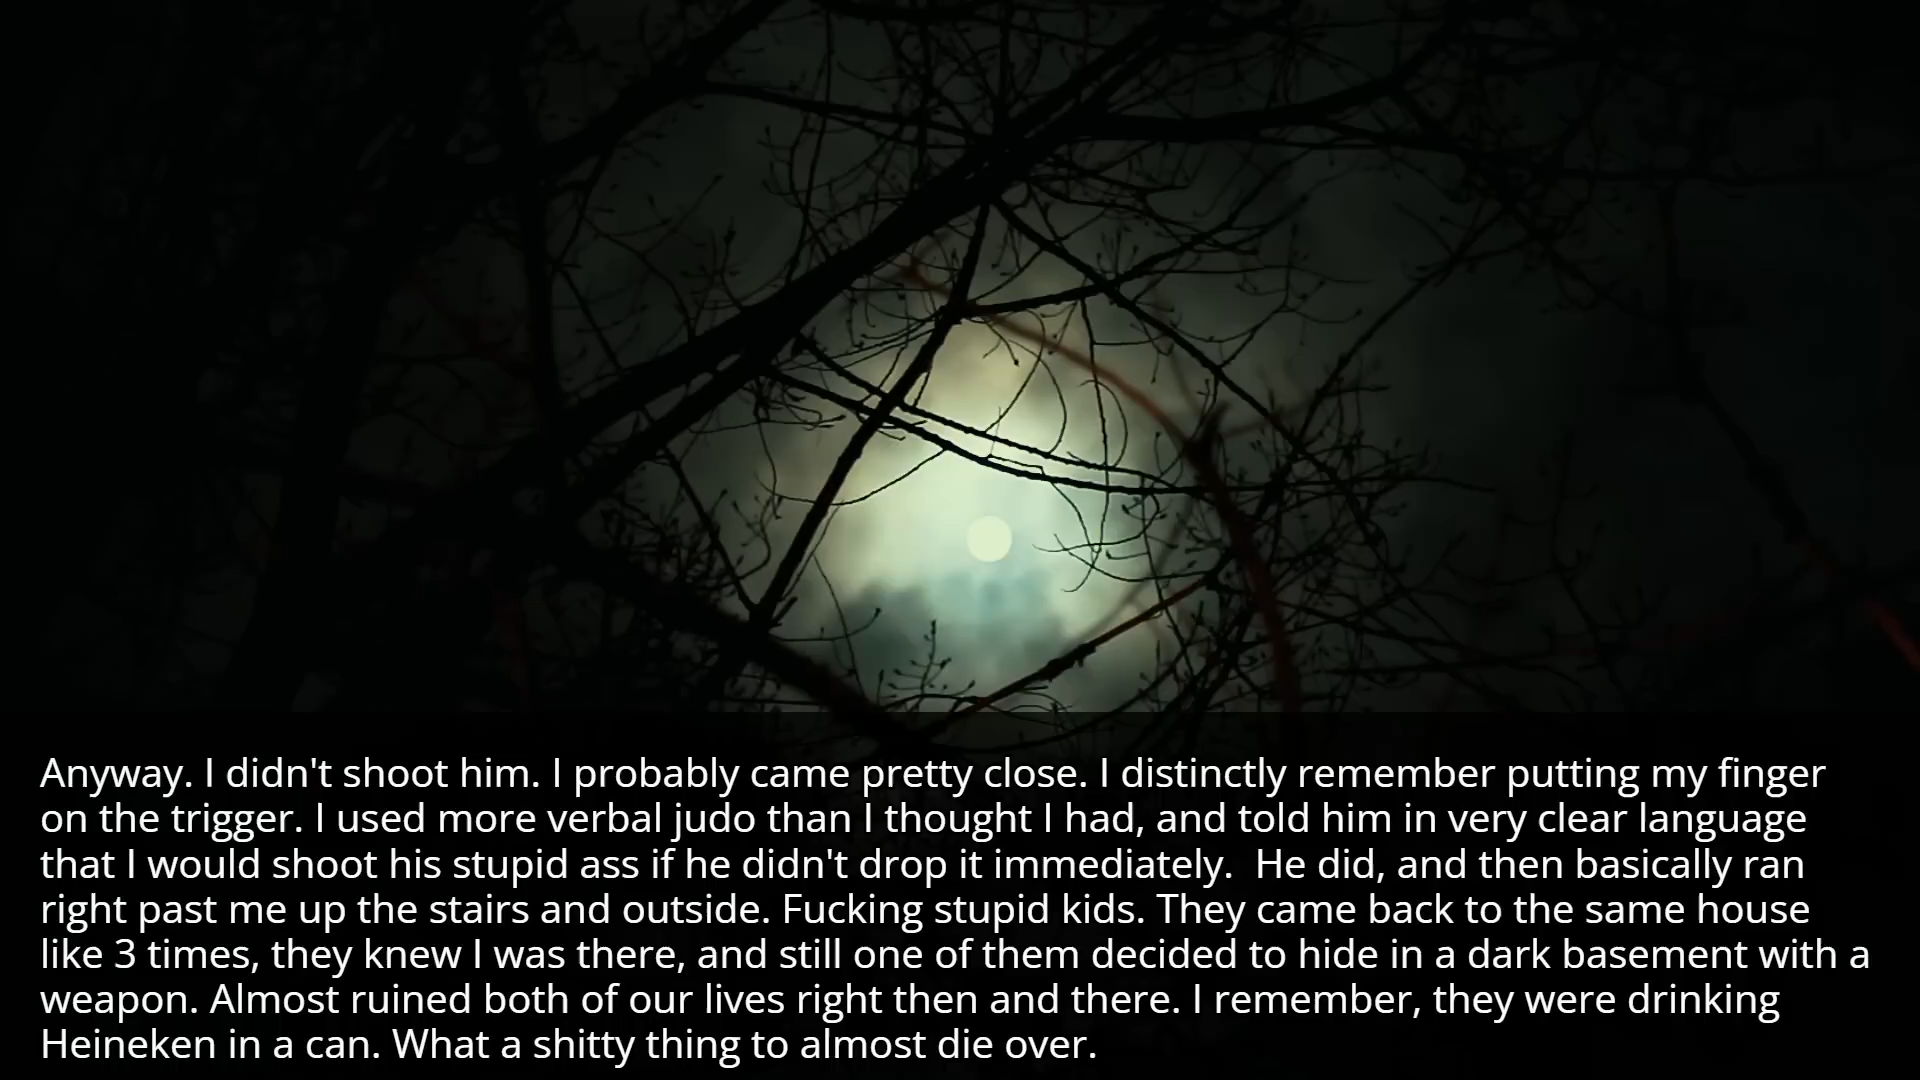 Anyway. I didn't shoot him. I probably came pretty close. I distinctly remember putting my finger
on the trigger. I used more verbal judo than I thought I had, and told him in very clear language
that I would shoot his stupid ass if he didn't drop it immediately.  He did, and then basically ran
right past me up the stairs and outside. Fucking stupid kids. They came back to the same house
like 3 times, they knew I was there, and still one of them decided to hide in a dark basement with a
weapon. Almost ruined both of our lives right then and there. I remember, they were drinking
Heineken in a can. What a shitty thing to almost die over.